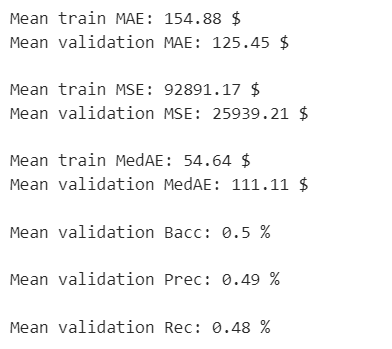 Mean train MAE: 154.88 $
Mean validation MAE: 125.45 $
Mean train MSE: 92891.17 $
Mean validation MSE: 25939.21 $
Mean train MedAE: 54.64 $
Mean validation MedAE: 111.11 $
Mean validation Bacc: 0.5 %
Mean validation Prec: 0.49 %
Mean validation Rec: 0.48 %